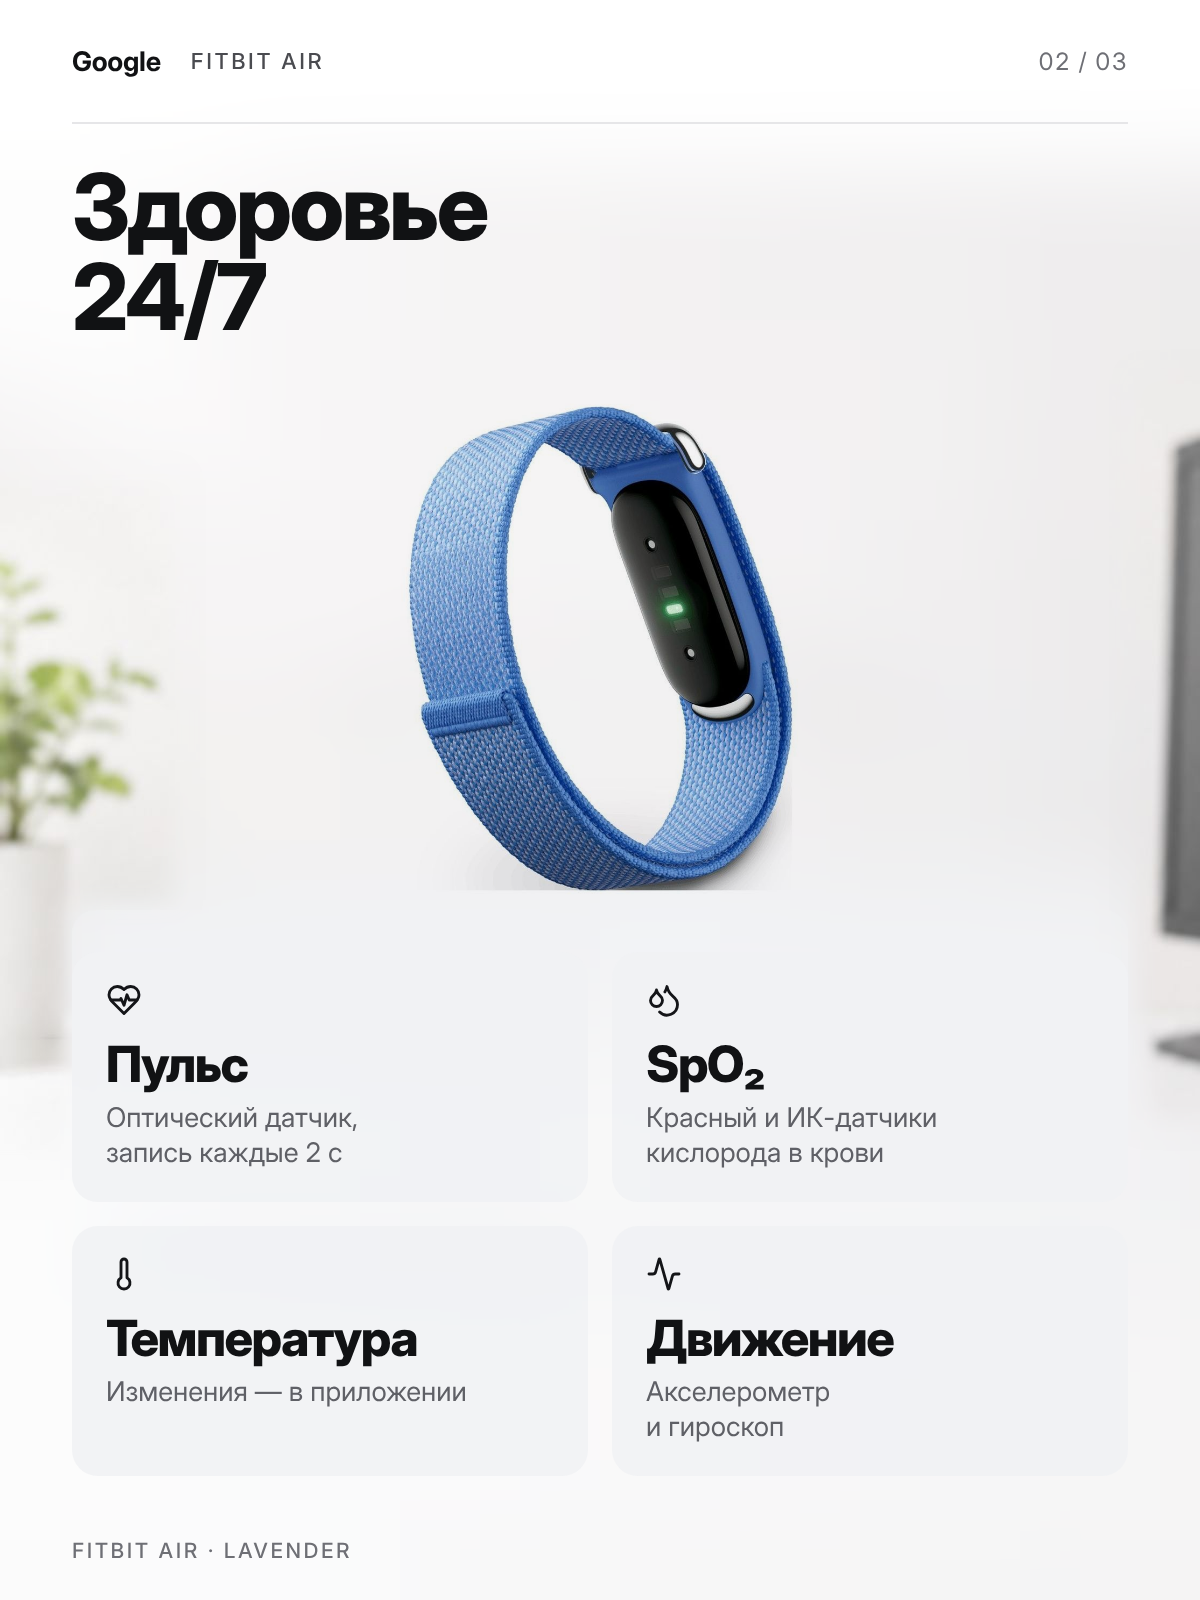 Google FITBIT AIR 02 / 03
Здоровье
24/7
Пульс
Оптический датчик,
запись каждые 2 с
SpO₂
Красный и ИК-датчики
кислорода в крови
Температура
Изменения — в приложении
Движение
Акселерометр
и гироскоп
FITBIT AIR · LAVENDER